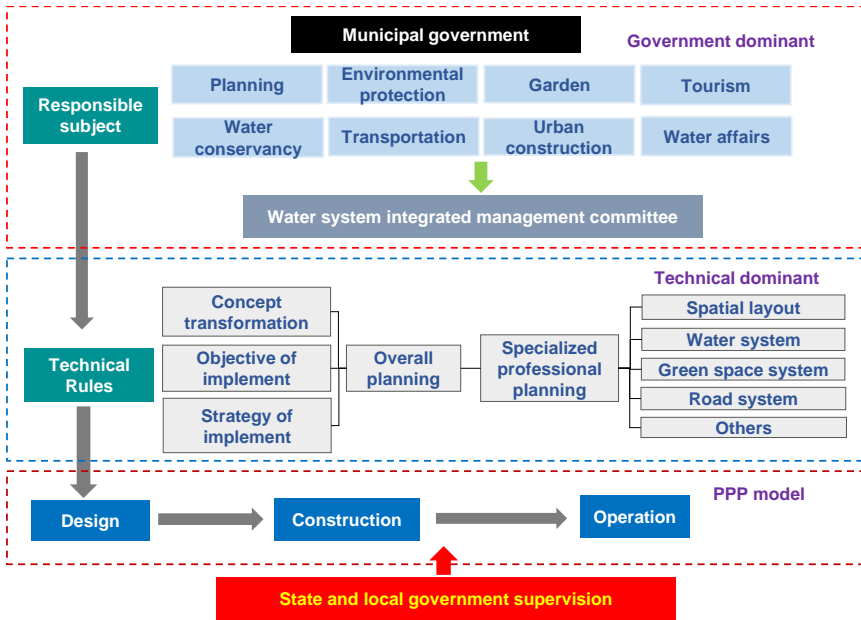 Municipal government
Government dominant
Responsible
subject
Planning
Environmental
protection
Garden
Tourism
Water
conservancy
Transportation
Urban
construction
Water affairs
Water system integrated management committee
Technical dominant
Technical
Rules
Concept
transformation
Objective of
implement
Strategy of
implement
Overall
planning
Specialized
professional
planning
Spatial layout
Water system
Green space system
Road system
Others
PPP model
Design
Construction
Operation
State and local government supervision